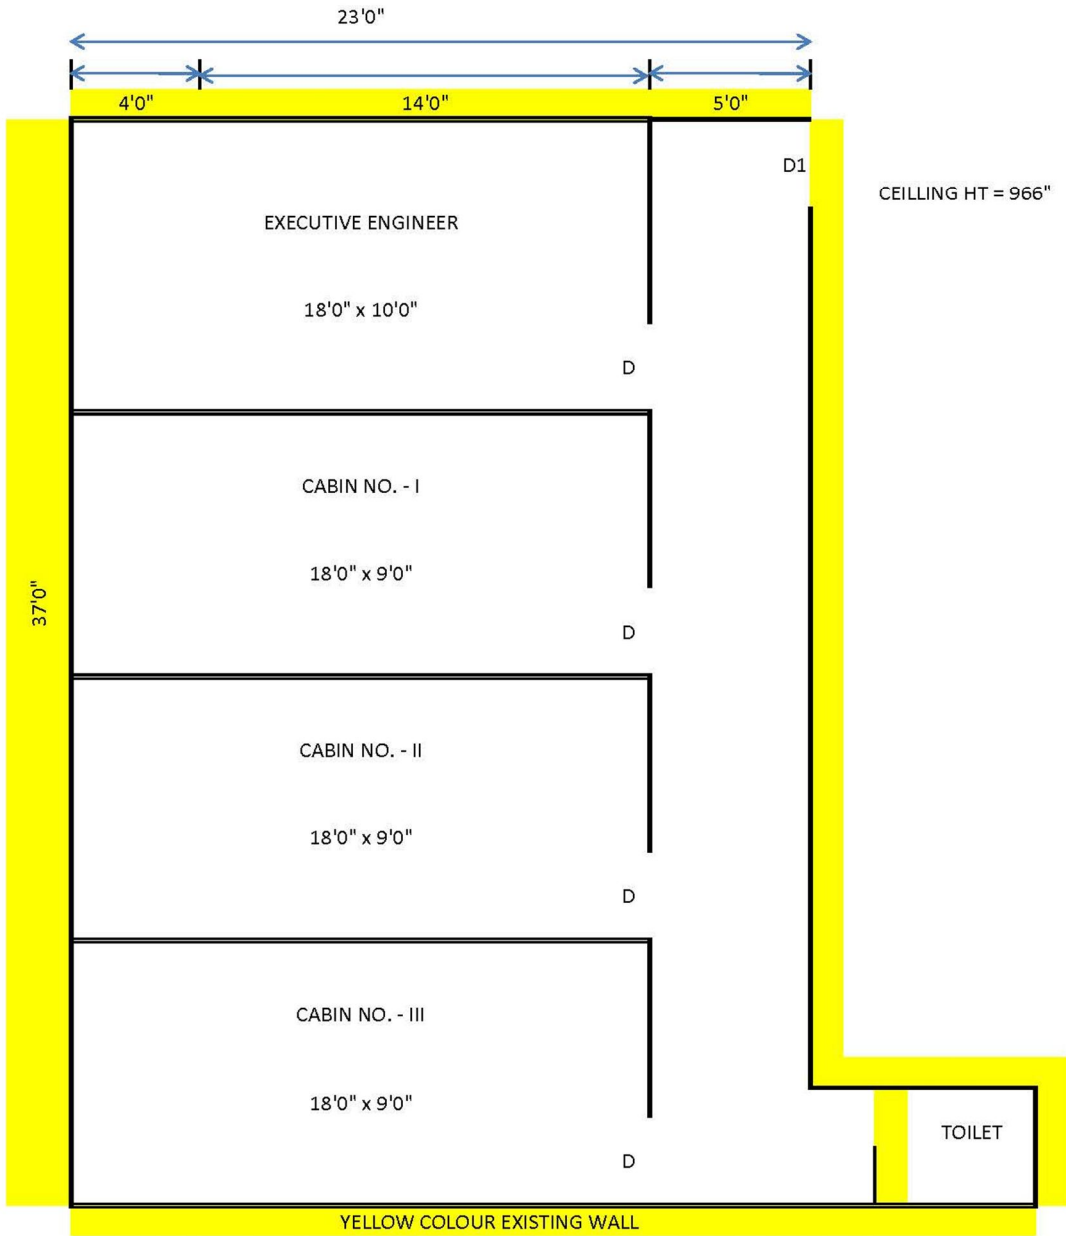 23'0"
4'0" 14'0" 5'0"
D1
CEILLING HT = 966"
EXECUTIVE ENGINEER
18'0" x 10'0"
D
CABIN NO. - I
18'0" x 9'0"
37'0"
D
CABIN NO. - II
18'0" x 9'0"
D
CABIN NO. - III
18'0" x 9'0"
TOILET
D
YELLOW COLOUR EXISTING WALL